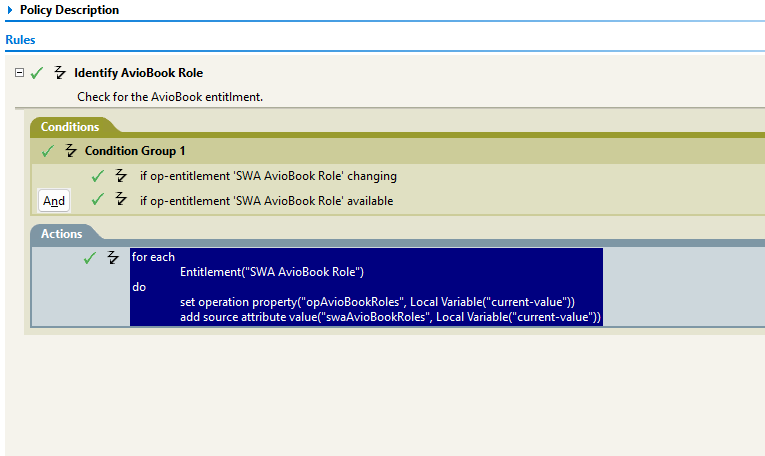 Policy Description
Rules
Identify AvioBook Role
Check for the AvioBook entitlment.
Conditions
Condition Group 1
if op-entitlement 'SWA AvioBook Role' changing
And if op-entitlement 'SWA AvioBook Role' available
Actions
for each
Entitlement("SWA AvioBook Role")
do
set operation property("opAvioBookRoles", Local Variable("current-value"))
add source attribute value("swaAvioBookRoles", Local Variable("current-value"))